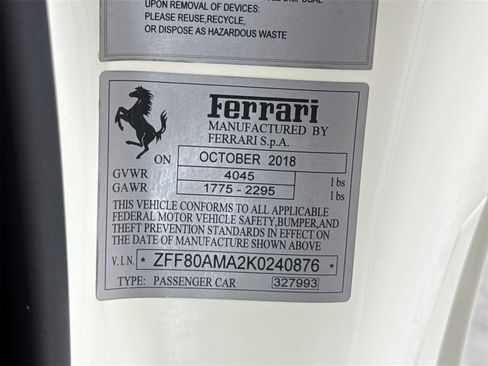 UPON REMOVAL OF DEVICES:
PLEASE REUSE,RECYCLE,
OR DISPOSE AS HAZARDOUS WASTE
Ferrari
MANUFACTURED BY
FERRARI S.p.A.
ON OCTOBER 2018
GVWR 4045 lbs
GAWR 1775 - 2295 lbs
THIS VEHICLE CONFORMS TO ALL APPLICABLE
FEDERAL MOTOR VEHICLE SAFETY,BUMPER,AND
THEFT PREVENTION STANDARDS IN EFFECT ON
THE DATE OF MANUFACTURE SHOWN ABOVE
V.I.N. * ZFF80AMA2K0240876 *
TYPE: PASSENGER CAR 327993